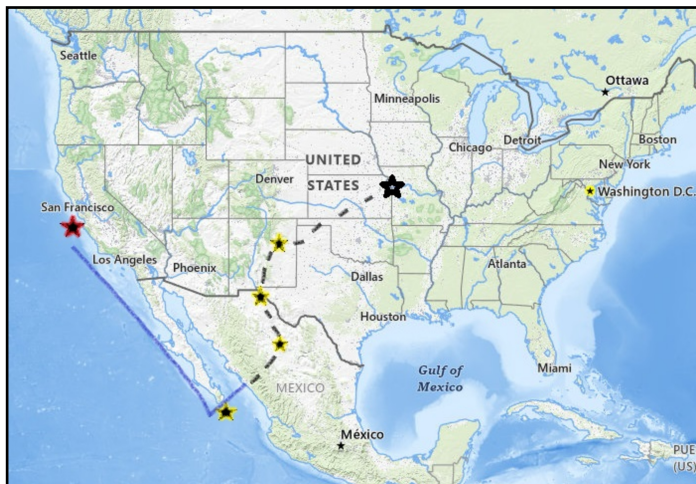 Seattle
Ottawa
Minneapolis
Boston
Chicago
Detroit
New York
UNITED
STATES
Denver
Washington D.C.
San Francisco
Los Angeles
Phoenix
Atlanta
Dallas
Houston
Gulf of
Mexico
Miami
MEXICO
México
PUE
(US)